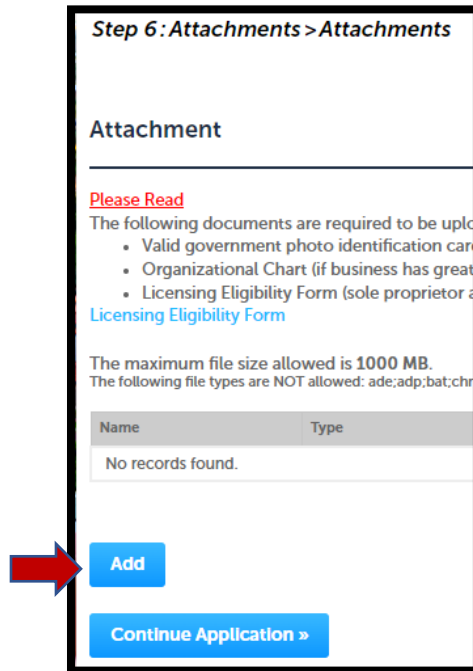 Step 6: Attachments > Attachments
Attachment
Please Read
The following documents are required to be uplo
Valid government photo identification car
Organizational Chart (if business has great
Licensing Eligibility Form (sole proprietor a
Licensing Eligibility Form
The maximum file size allowed is 1000 MB.
The following file types are NOT allowed: ade;adp;bat;chr
Name Type
No records found.
Add
Continue Application »